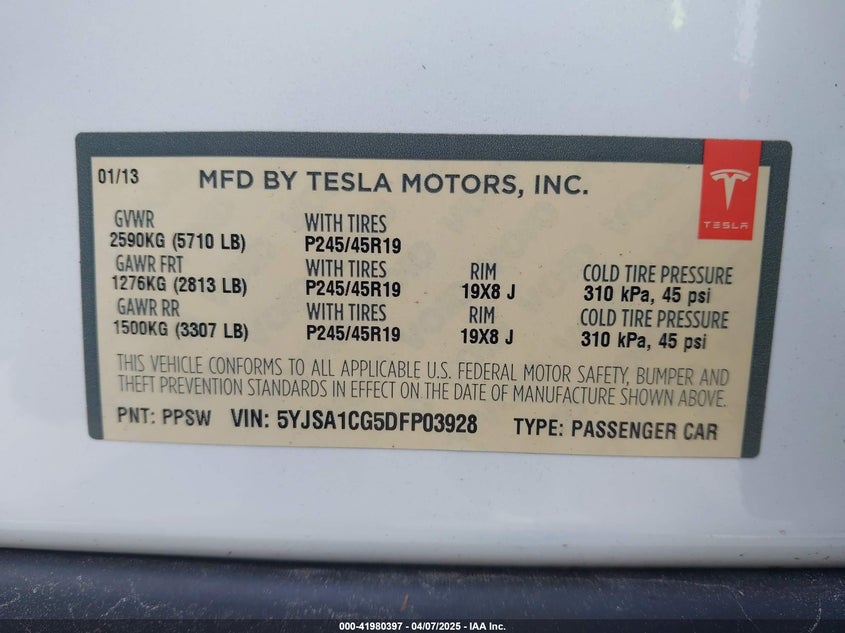 01/13 MFD BY TESLA MOTORS, INC.
TESLA
GVWR WITH TIRES
2590KG (5710 LB) P245/45R19
GAWR FRT WITH TIRES RIM COLD TIRE PRESSURE
1276KG (2813 LB) P245/45R19 19X8 J 310 kPa, 45 psi
GAWR RR WITH TIRES RIM COLD TIRE PRESSURE
1500KG (3307 LB) P245/45R19 19X8 J 310 kPa, 45 psi
THIS VEHICLE CONFORMS TO ALL APPLICABLE U.S. FEDERAL MOTOR SAFETY, BUMPER AND
THEFT PREVENTION STANDARDS IN EFFECT ON THE DATE OF MANUFACTURE SHOWN ABOVE.
PNT: PPSW VIN: 5YJSA1CG5DFP03928 TYPE: PASSENGER CAR
000-41980397 - 04/07/2025 - IAA Inc.